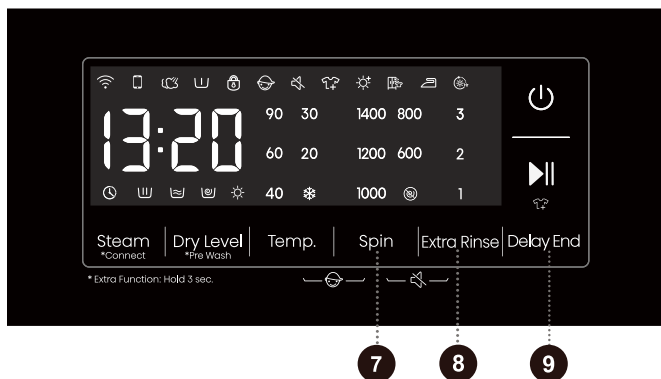 90 30 1400 800 3
13:20
60 20 1200 600 2
40 1000 1
Steam Dry Level Temp. Spin Extra Rinse Delay End
*Connect *Pre Wash
* Extra Function: Hold 3 sec.
7 8 9